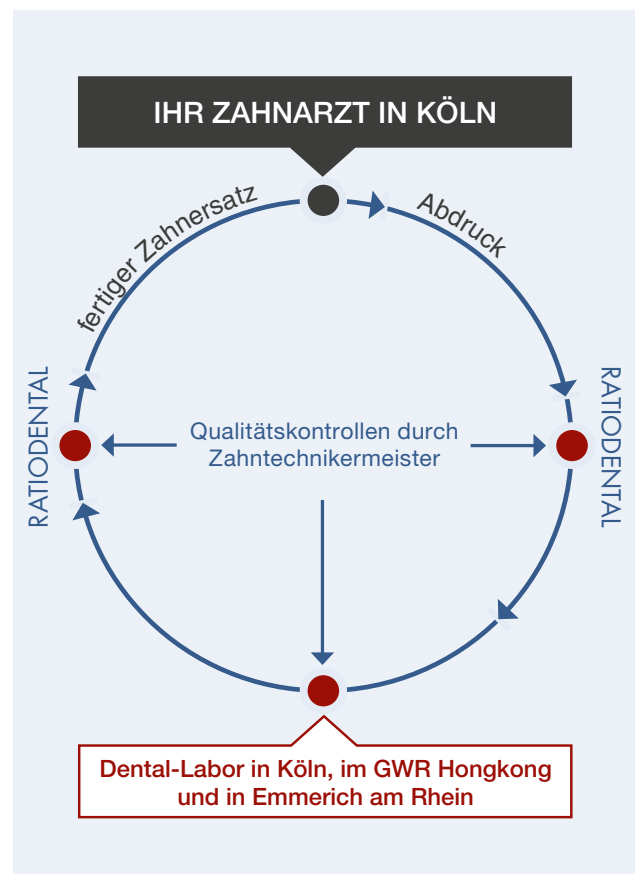 IHR ZAHNARZT IN KÖLN
fertiger Zahnersatz
Abdruck
RATIODENTAL
Qualitätskontrollen durch
Zahntechnikermeister
RATIODENTAL
Dental-Labor in Köln, im GWR Hongkong
und in Emmerich am Rhein